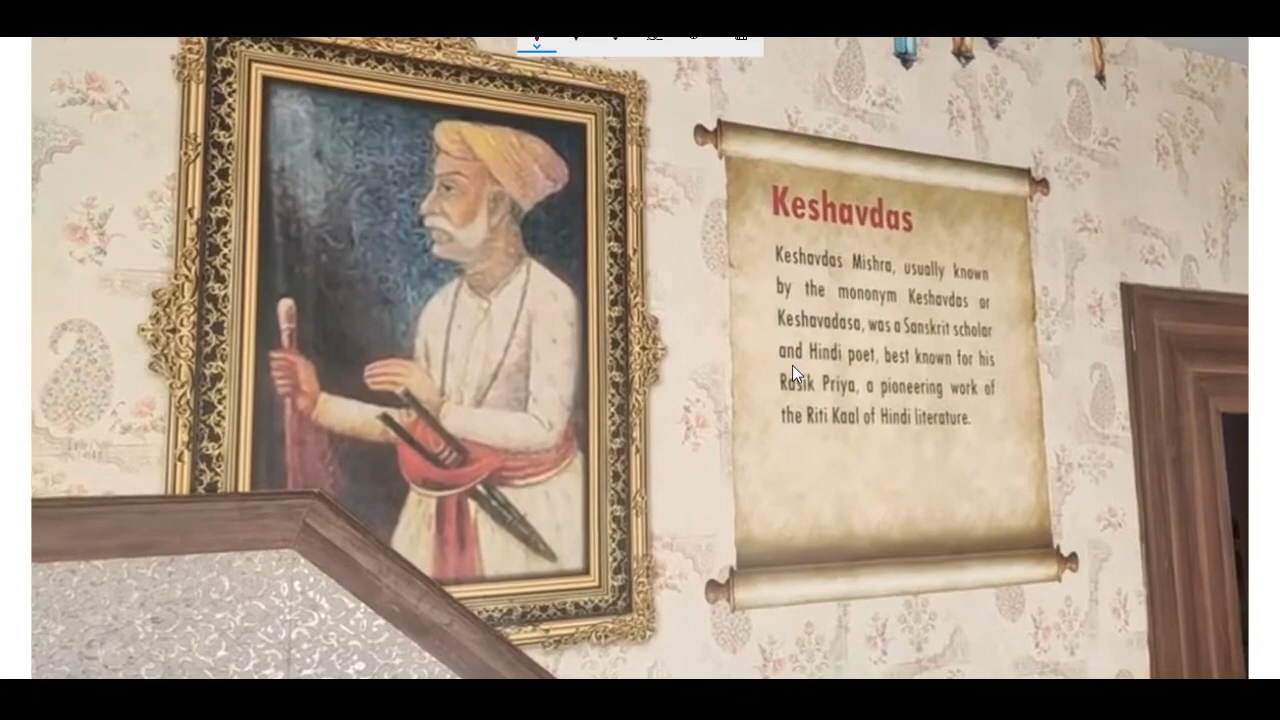 Keshavdas
Keshavdas Mishra, usually known
by the mononym Keshavdas or
Keshavadasa, was a Sanskrit scholar
and Hindi poet, best known for his
Rasik Priya, a pioneering work of
the Riti Kaal of Hindi literature.